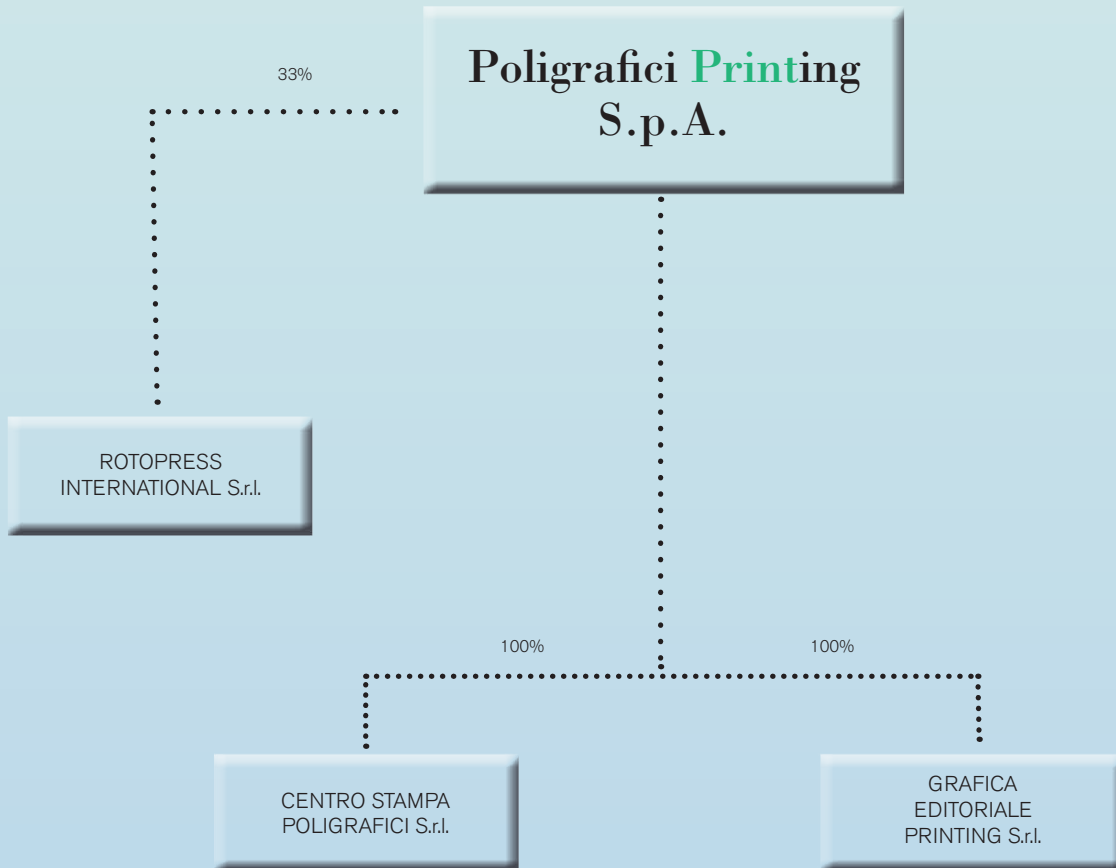 33%
Poligrafici Printing
S.p.A.
ROTOPRESS
INTERNATIONAL S.r.l.
100%
100%
CENTRO STAMPA
POLIGRAFICI S.r.l.
GRAFICA
EDITORIALE
PRINTING S.r.l.